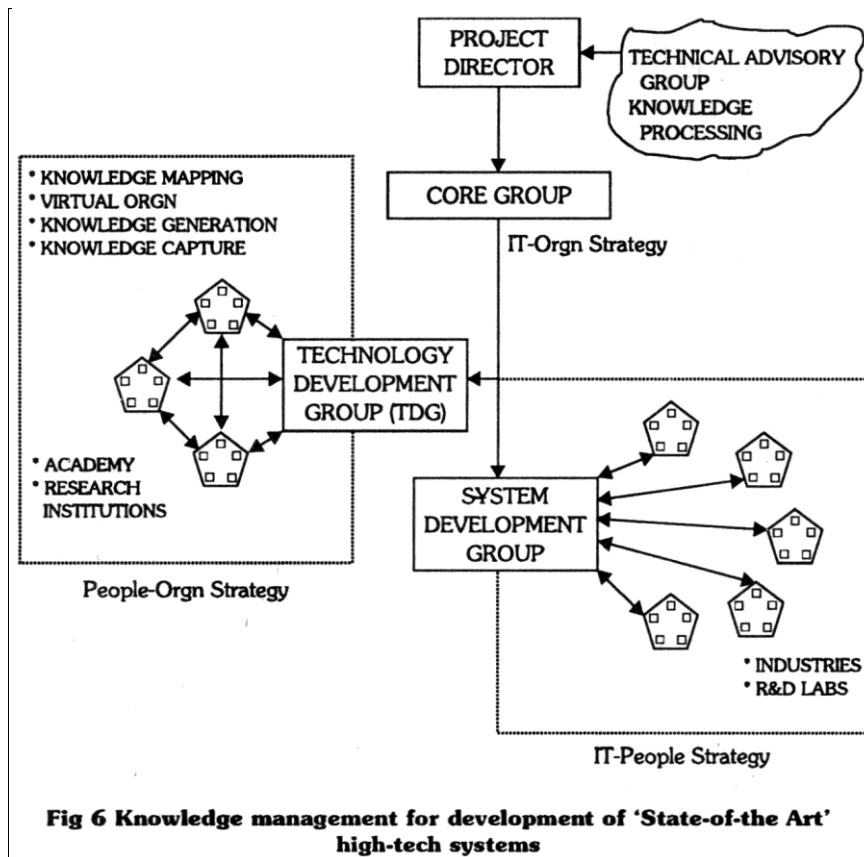 PROJECT
DIRECTOR
TECHNICAL ADVISORY
GROUP
KNOWLEDGE
PROCESSING
* KNOWLEDGE MAPPING
* VIRTUAL ORGN
* KNOWLEDGE GENERATION
* KNOWLEDGE CAPTURE
CORE GROUP
IT-Orgn Strategy
TECHNOLOGY
DEVELOPMENT
GROUP (TDG)
* ACADEMY
* RESEARCH
INSTITUTIONS
SYSTEM
DEVELOPMENT
GROUP
People-Orgn Strategy
* INDUSTRIES
* R&D LABS
IT-People Strategy
Fig 6 Knowledge management for development of ‘State-of-the Art’
high-tech systems